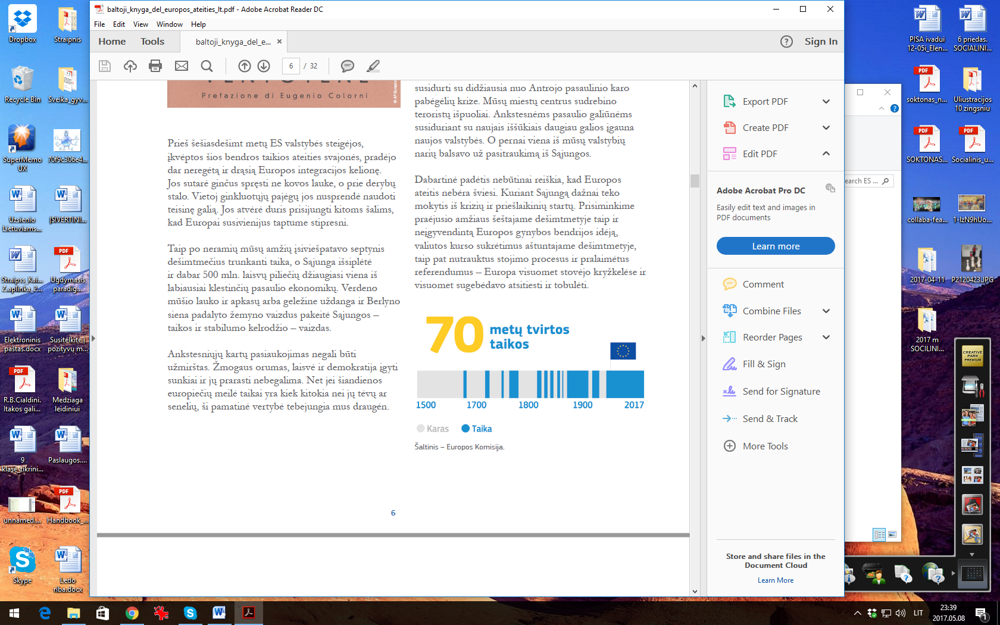 baltoji_knyga_del_europos_ateities_lt.pdf - Adobe Acrobat Reader DC
File Edit View Window Help
Home Tools baltoji_knyga_del_e... × Sign In
6 / 32
Prefazione di Eugenio Colorni
Prieš šešiasdešimt metų ES valstybės steigėjos,
įkvėptos šios bendros taikios ateities svajonės, pradėjo
dar neregėtą ir drąsią Europos integracijos kelionę.
Jos sutarė ginčus spręsti ne kovos lauke, o prie derybų
stalo. Vietoj ginkluotųjų pajėgų jos nusprendė naudoti
teisinę galią. Jos atvėrė duris prisijungti kitoms šalims,
kad Europai susivienijus taptume stipresni.
Taip po neramių mūsų amžių įsiviešpatavo septynis
dešimtmečius trunkanti taika, o Sąjunga išsiplėtė
ir dabar 500 mln. laisvų piliečių džiaugiasi viena iš
labiausiai klestinčių pasaulio ekonomikų. Verdeno
mūšio lauko ir apkasų arba geležine uždanga ir Berlyno
siena padalyto žemyno vaizdus pakeitė Sąjungos –
taikos ir stabilumo kelrodžio – vaizdas.
Ankstesniųjų kartų pasiaukojimas negali būti
užmirštas. Žmogaus orumas, laisvė ir demokratija įgyti
sunkiai ir jų prarasti nebegalima. Net jei šiandienos
europiečių meilė taikai yra kiek kitokia nei jų tėvų ar
senelių, ši pamatinė vertybė tebejungia mus draugėn.
susidurti su didžiausia nuo Antrojo pasaulinio karo
pabėgėlių krize. Mūsų miestų centrus sudrebino
teroristų išpuoliai. Ankstesnėms pasaulio galiūnėms
susiduriant su naujais iššūkiais daugiau galios įgauna
naujos valstybės. O pernai viena iš mūsų valstybių
narių balsavo už pasitraukimą iš Sąjungos.
Dabartinė padėtis nebūtinai reiškia, kad Europos
ateitis nebėra šviesi. Kuriant Sąjungą dažnai teko
mokytis iš krizių ir priešlaikinių startų. Prisiminkime
praėjusio amžiaus šeštajame dešimtmetyje taip ir
neįgyvendintą Europos gynybos bendrijos idėją,
valiutos kurso sukrėtimus aštuntajame dešimtmetyje,
taip pat nutrauktus stojimo procesus ir pralaimėtus
referendumus – Europa visuomet stovėjo kryžkelėse ir
visuomet sugebėdavo atsitiesti ir tobulėti.
70 metų tvirtos
taikos
1500 1700 1800 1900 2017
Karas Taika
Šaltinis – Europos Komisija.
6
Export PDF
Create PDF
Edit PDF
Adobe Acrobat Pro DC
Easily edit text and images in
PDF documents
Learn more
Comment
Combine Files
Reorder Pages
Fill & Sign
Send for Signature
Send & Track
More Tools
Store and share files in the
Document Cloud
Learn More
earch ES ...
Dropbox
Straipnis
Recycle Bin
Sveika_gyv...
SuperMemo
UX
70f9c306e4...
Užsienio
Lietuviams...
ĮSIVERTINI...
Straipss_Kai...
Z.aplinka_2...
Ugdymasis
paradig...
Elektroninis
paštas.docx
Susitelkite į
pozityvų m...
R.B.Cialdini.
Itakos gali...
Medziaga
leidiniui
9
klase_tikrini...
Paslaugos....
unnamed....
Handbook_...
Skype
Ledo
riba.docx
PISA ivadui
12-05i_Elen...
6 priedas.
SOCIALINI...
soktonas_n...
Uliustracijos
10 zingsniu
SOKTONAS...
Socialinis_u...
collaba-fea...
1-IzN9hUo...
2017-04-11
P2120423.JPG
2017 m
SOCILINI...
CREATIVE
PARK
PREMIUM
LIT
23:39
2017.05.08
1